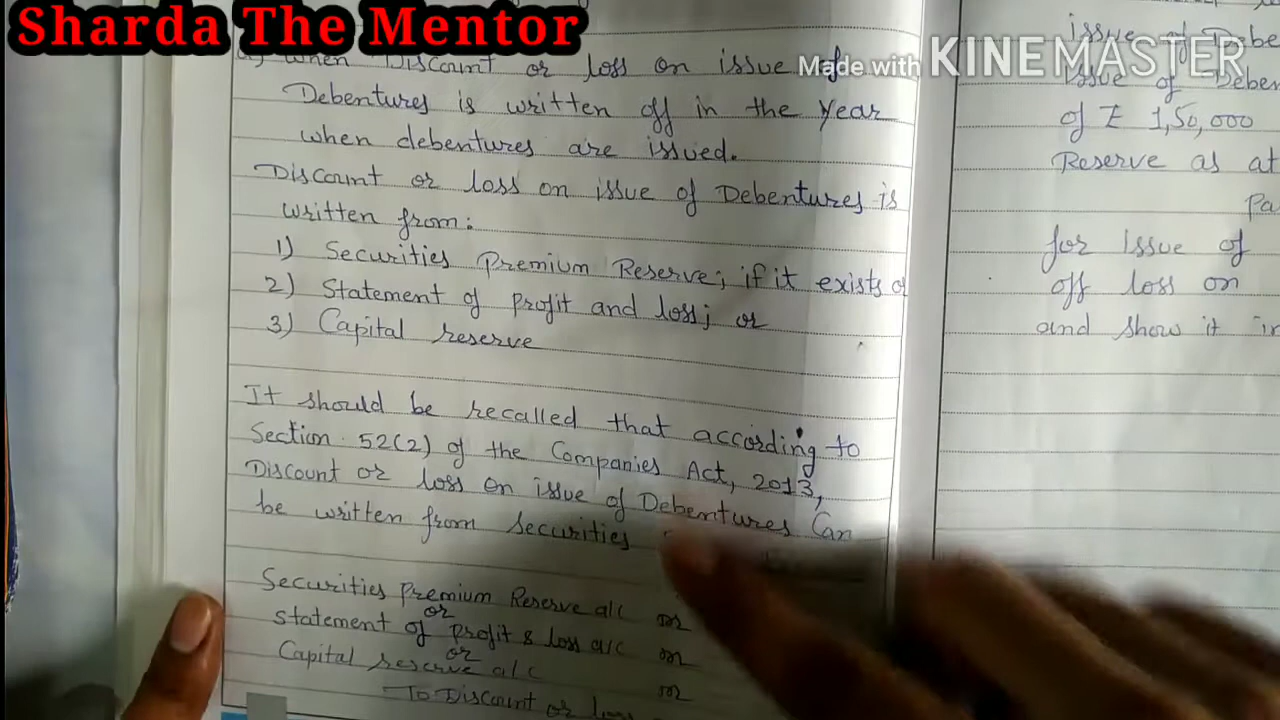 Sharda The Mentor
Made with KINEMASTER
when Discount or loss on issue of
Debentures is written off in the year
when debentures are issued.
Discount or loss on issue of Debentures is
written from:
1) Securities Premium Reserve; if it exists or
2) Statement of profit and loss; or
3) Capital reserve
It should be recalled that according to
Section 52(2) of the Companies Act, 2013,
Discount or loss on issue of Debentures Can
be written from Securities
Securities Premium Reserve a/c Dr
or
Statement of profit & loss a/c Dr
or
Capital reserve a/c Dr
To Discount or loss
issue of Debe
issue of Deben
of ₹ 1,50,000
Reserve as at
for issue of
off loss on
and show it in